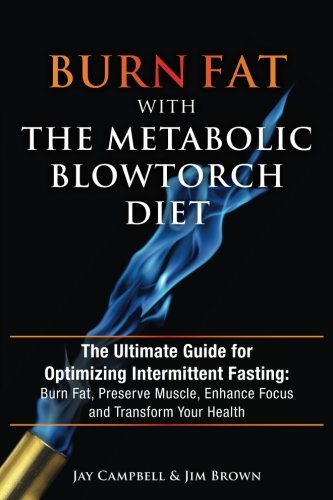 BURN FAT
WITH
THE METABOLIC
BLOWTORCH
DIET
The Ultimate Guide for
Optimizing Intermittent Fasting:
Burn Fat, Preserve Muscle, Enhance Focus
and Transform Your Health
JAY CAMPBELL & JIM BROWN